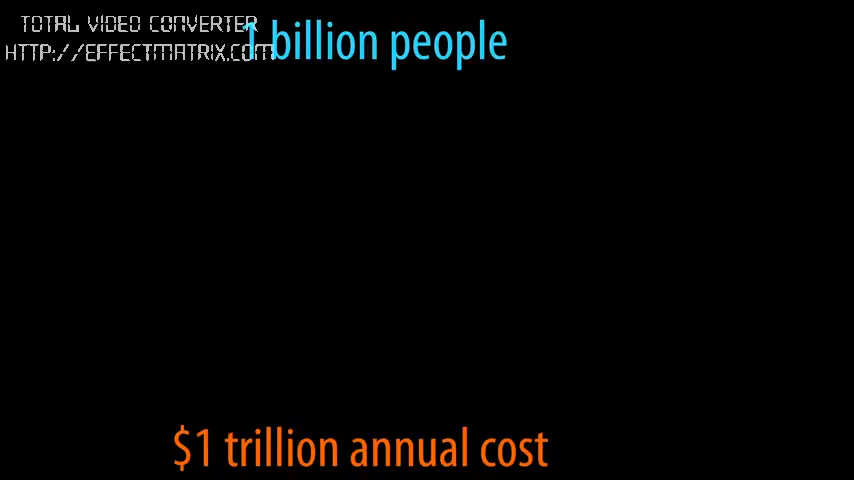 TOTAL VIDEO CONVERTER
HTTP://EFFECTMATRIX.COM
1 billion people
$1 trillion annual cost